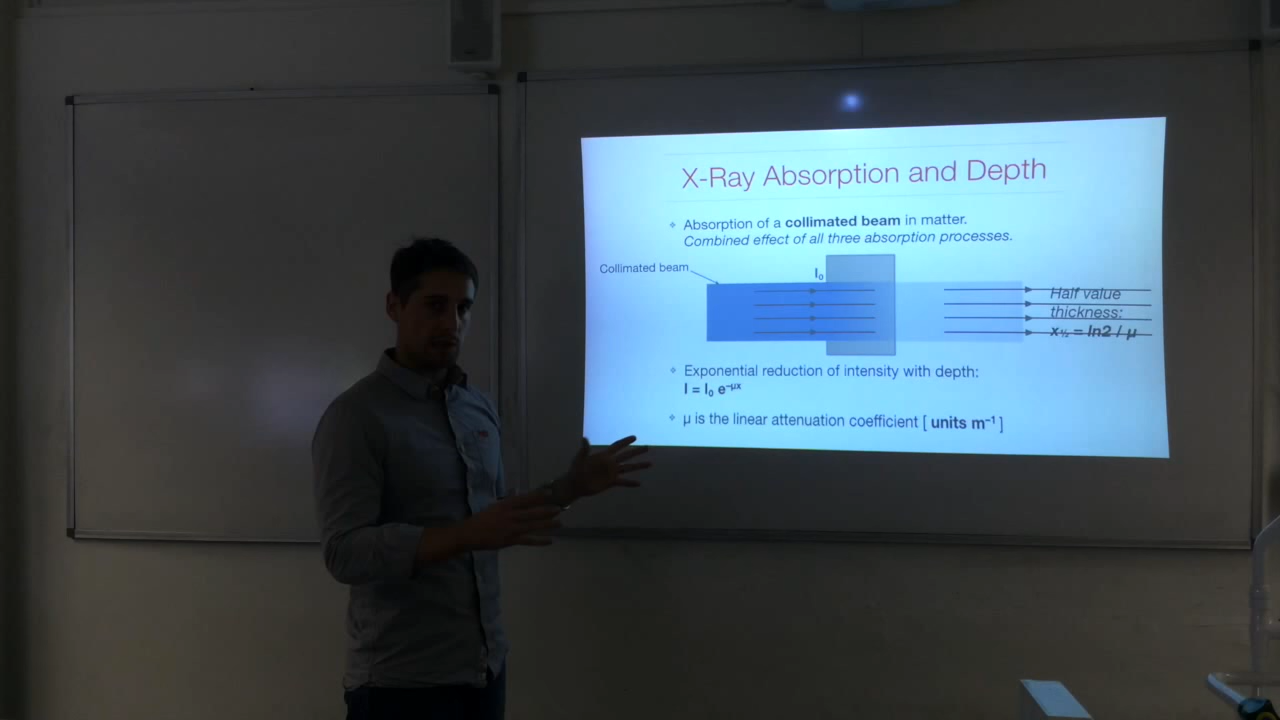 X-Ray Absorption and Depth
Absorption of a collimated beam in matter.
Combined effect of all three absorption processes.
Collimated beam
I₀
Half value
thickness:
x½ = ln2 / μ
Exponential reduction of intensity with depth:
I = I₀ e⁻μx
μ is the linear attenuation coefficient [ units m⁻¹ ]